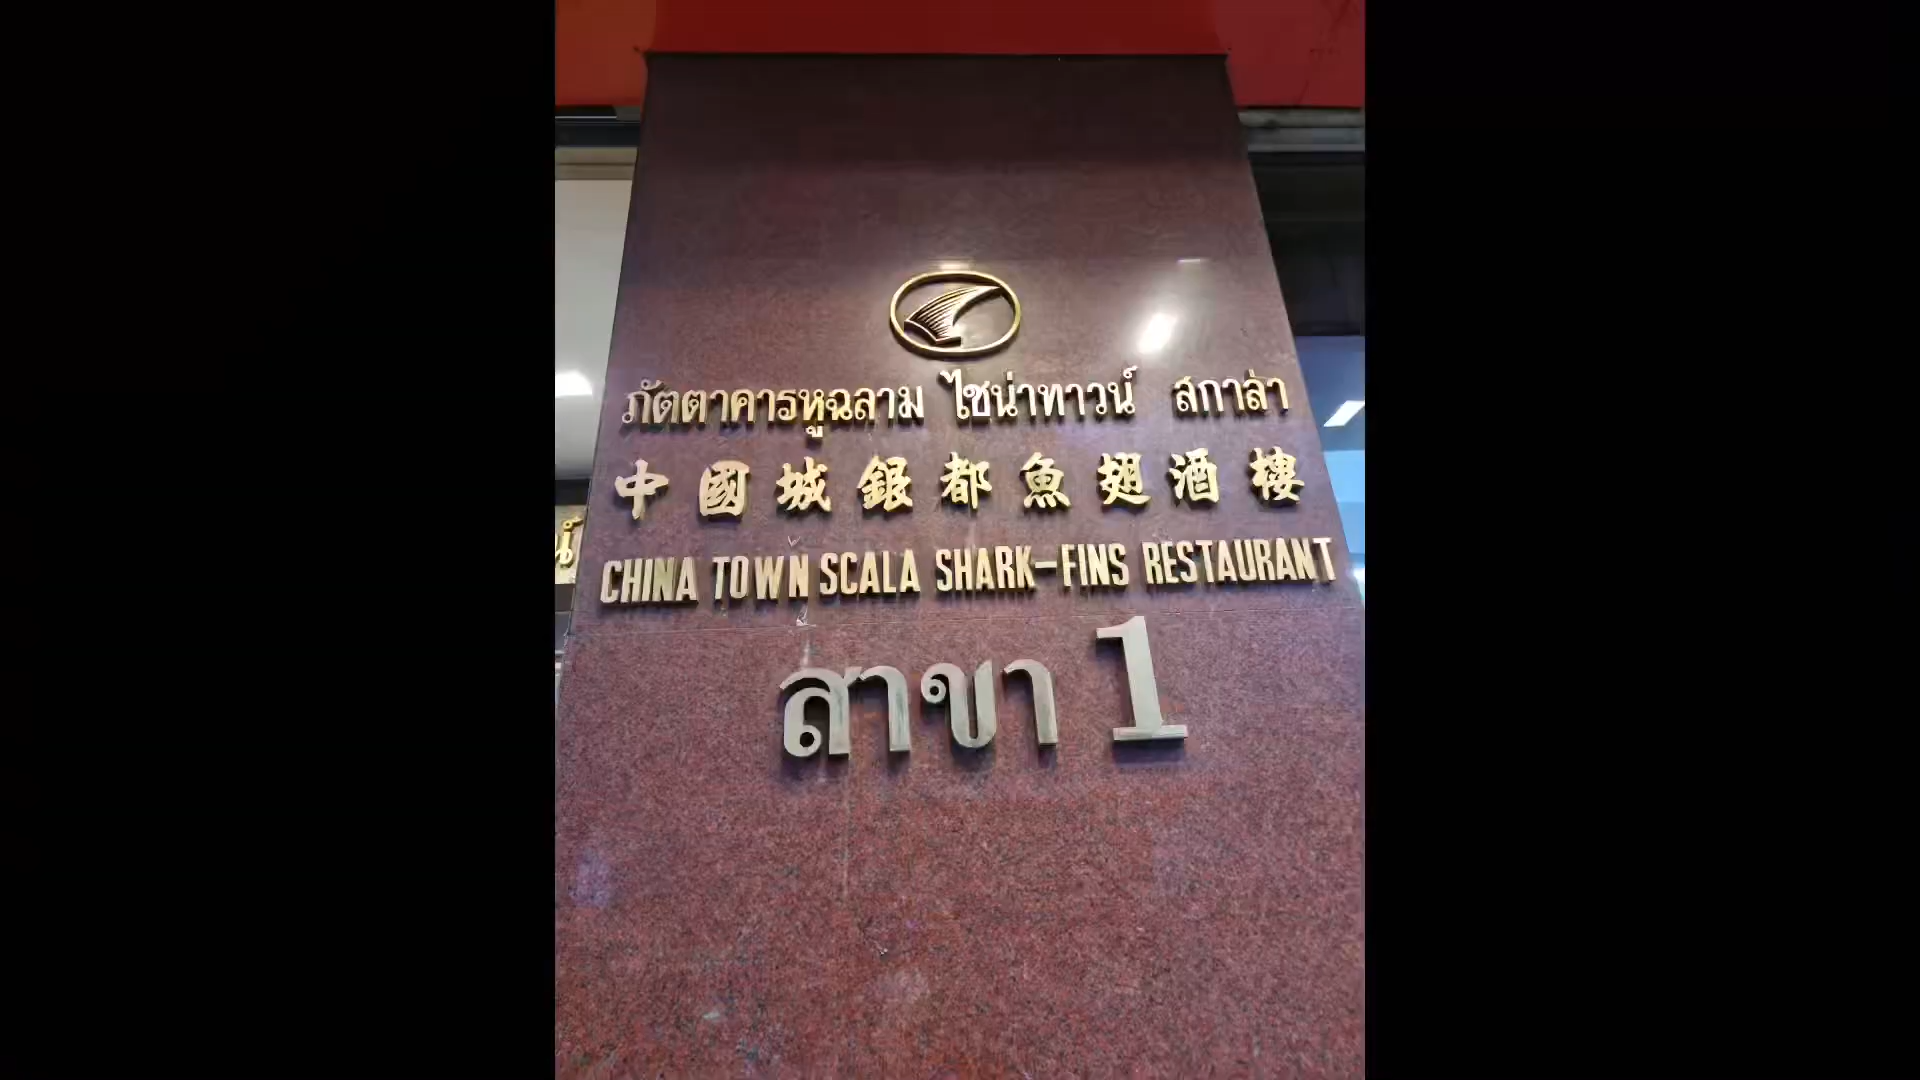 ภัตตาคารหูฉลาม ไชน่าทาวน์ สกาล่า
中國城銀都魚翅酒樓
CHINA TOWN SCALA SHARK-FINS RESTAURANT
สาขา 1